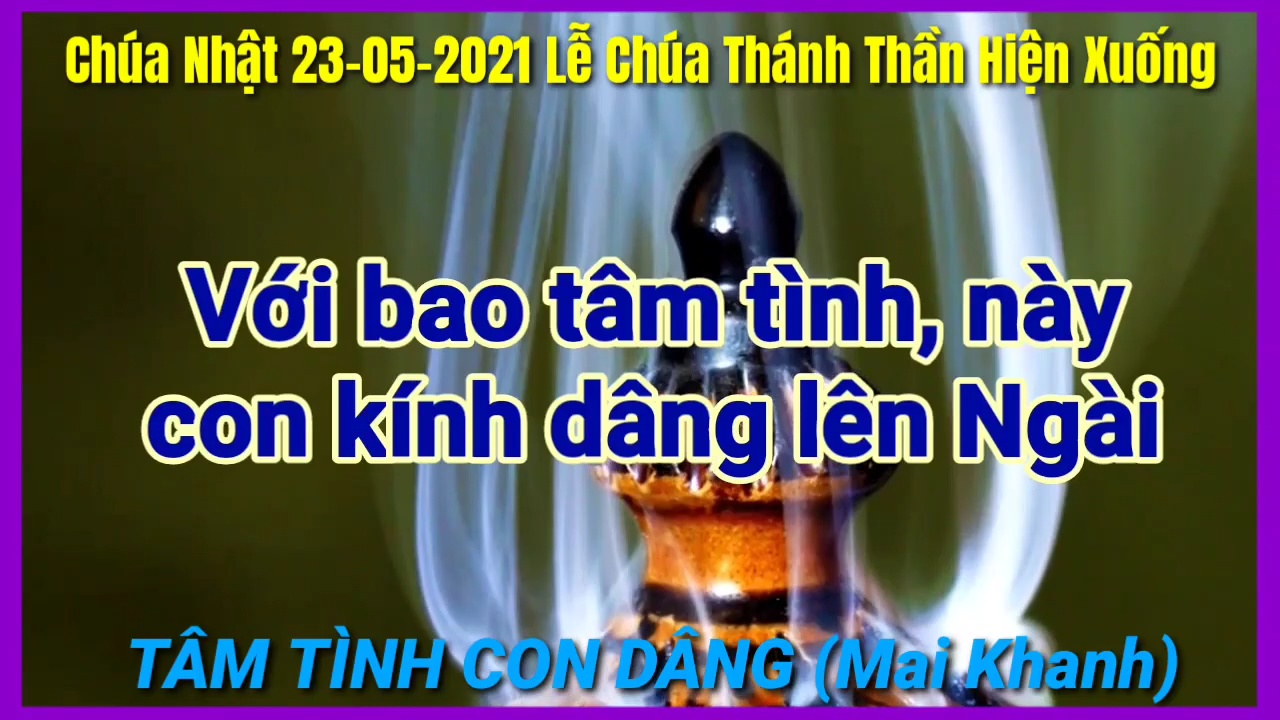 Chúa Nhật 23-05-2021 Lễ Chúa Thánh Thần Hiện Xuống
Với bao tâm tình, này
con kính dâng lên Ngài
TÂM TÌNH CON DÂNG (Mai Khanh)